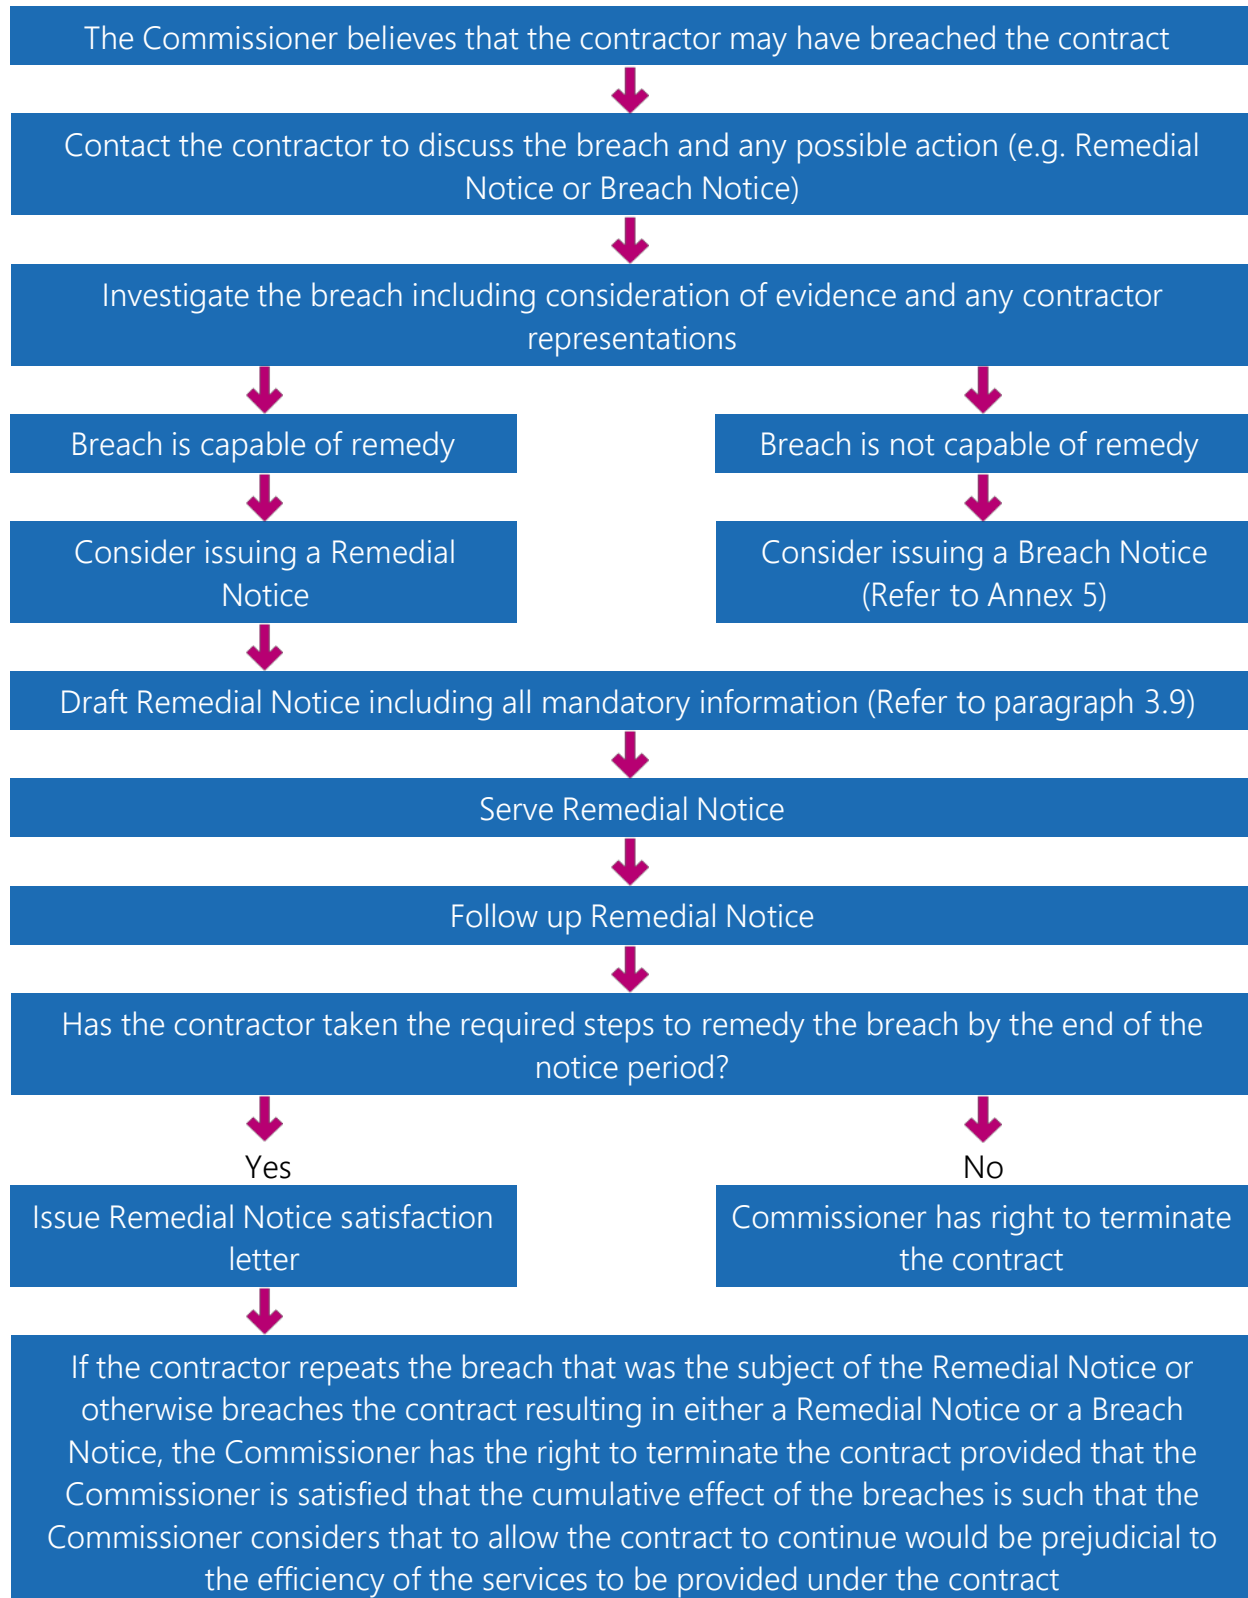 The Commissioner believes that the contractor may have breached the contract
Contact the contractor to discuss the breach and any possible action (e.g. Remedial
Notice or Breach Notice)
Investigate the breach including consideration of evidence and any contractor
representations
Breach is capable of remedy
Breach is not capable of remedy
Consider issuing a Remedial
Notice
Consider issuing a Breach Notice
(Refer to Annex 5)
Draft Remedial Notice including all mandatory information (Refer to paragraph 3.9)
Serve Remedial Notice
Follow up Remedial Notice
Has the contractor taken the required steps to remedy the breach by the end of the
notice period?
Yes
No
Issue Remedial Notice satisfaction
letter
Commissioner has right to terminate
the contract
If the contractor repeats the breach that was the subject of the Remedial Notice or
otherwise breaches the contract resulting in either a Remedial Notice or a Breach
Notice, the Commissioner has the right to terminate the contract provided that the
Commissioner is satisfied that the cumulative effect of the breaches is such that the
Commissioner considers that to allow the contract to continue would be prejudicial to
the efficiency of the services to be provided under the contract